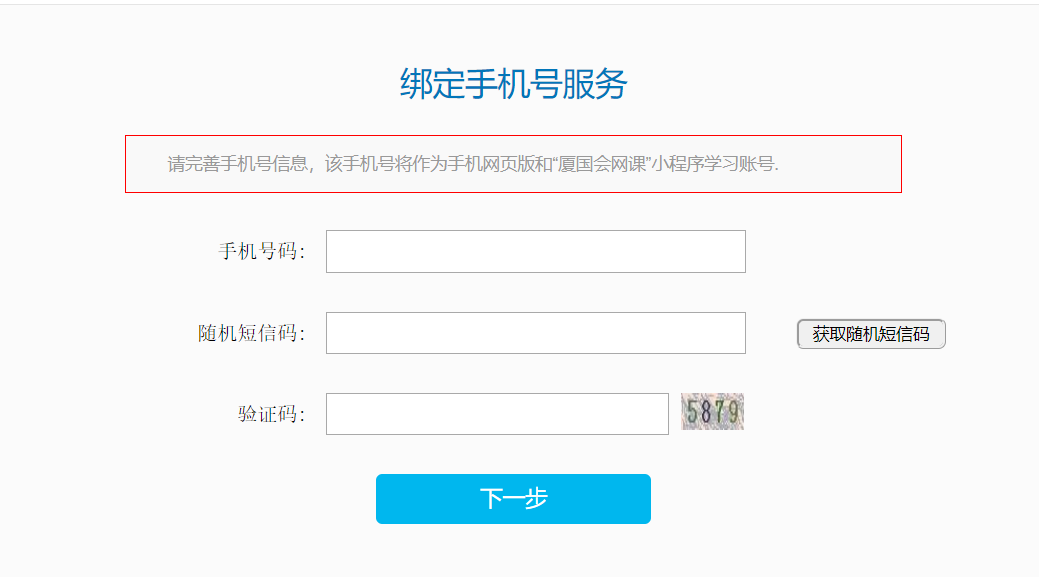 绑定手机号服务
请完善手机号信息，该手机号将作为手机网页版和“厦国会网课”小程序学习账号.
手机号码：
随机短信码： 获取随机短信码
验证码： 5879
下一步